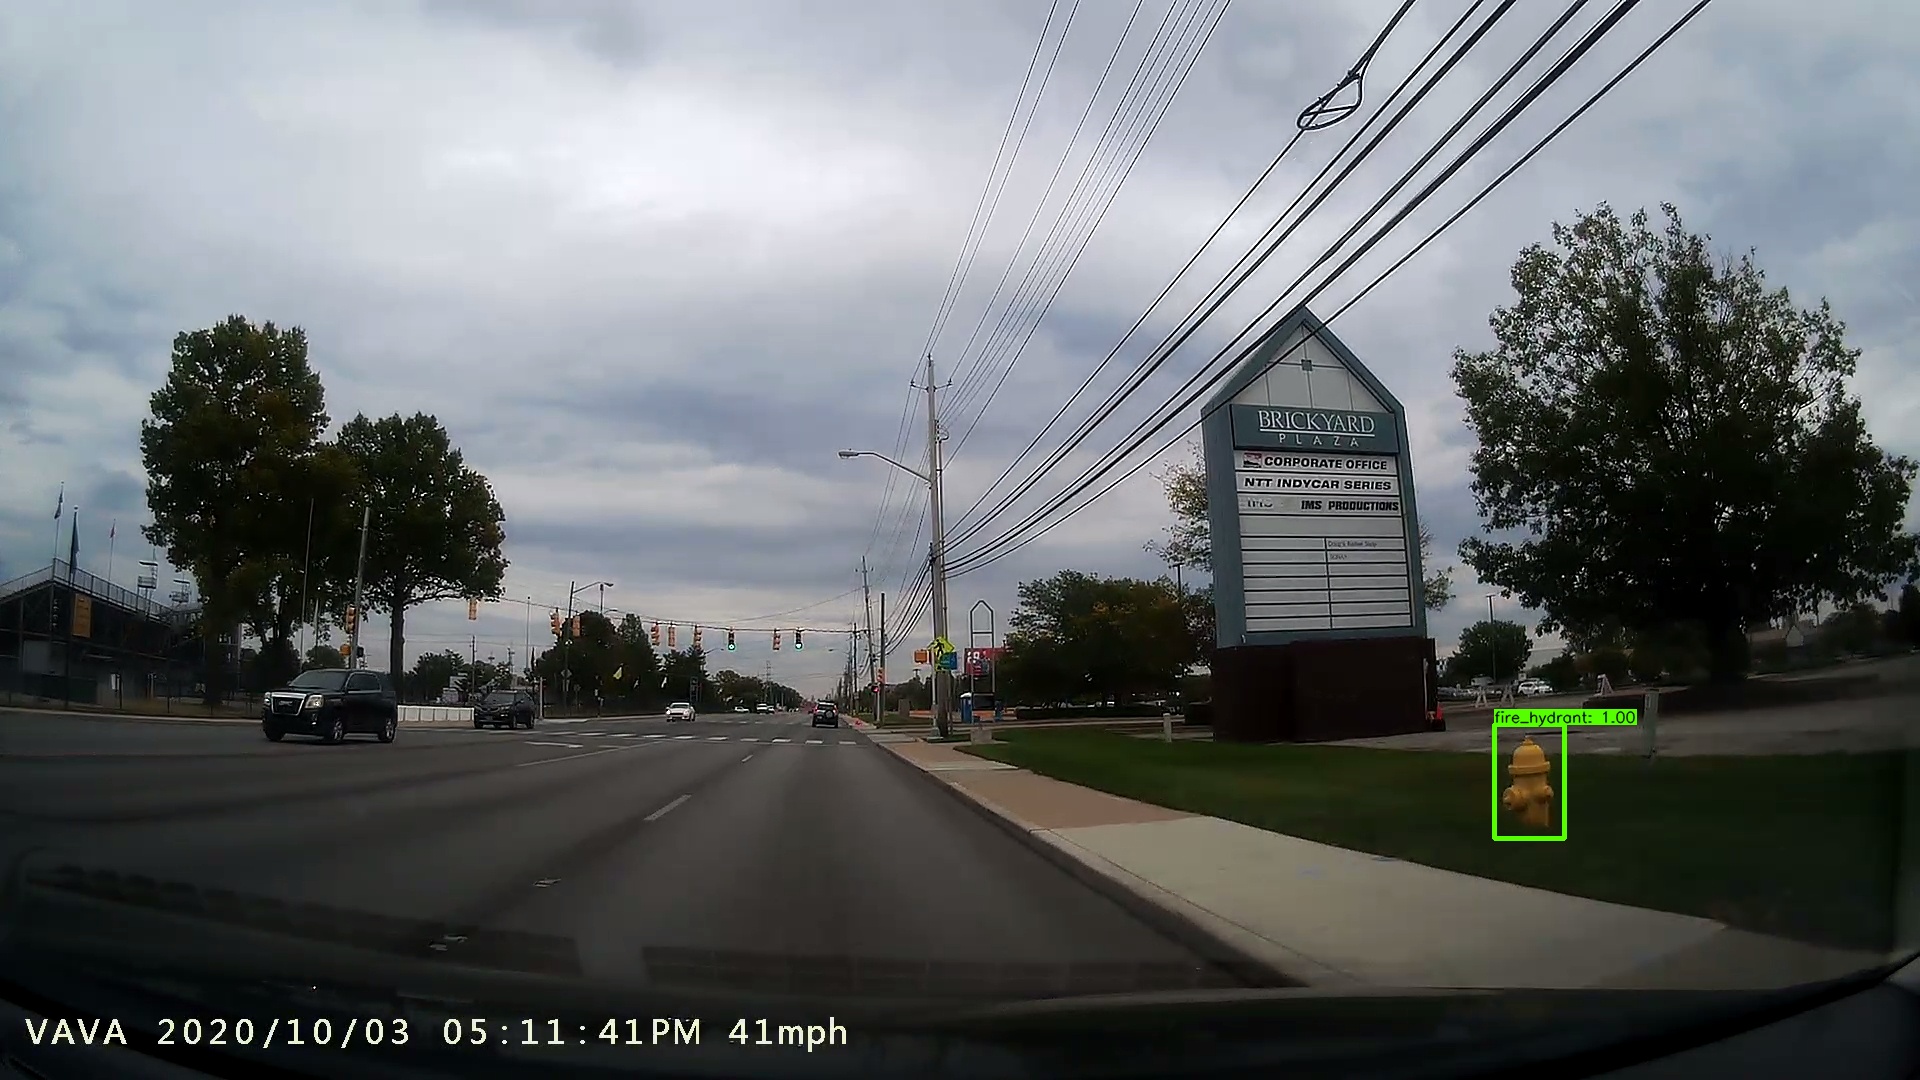 BRICKYARD
PLAZA
CORPORATE OFFICE
NTT INDYCAR SERIES
IMS PRODUCTIONS
fire_hydrant: 1.00
VAVA 2020/10/03 05:11:41PM 41mph